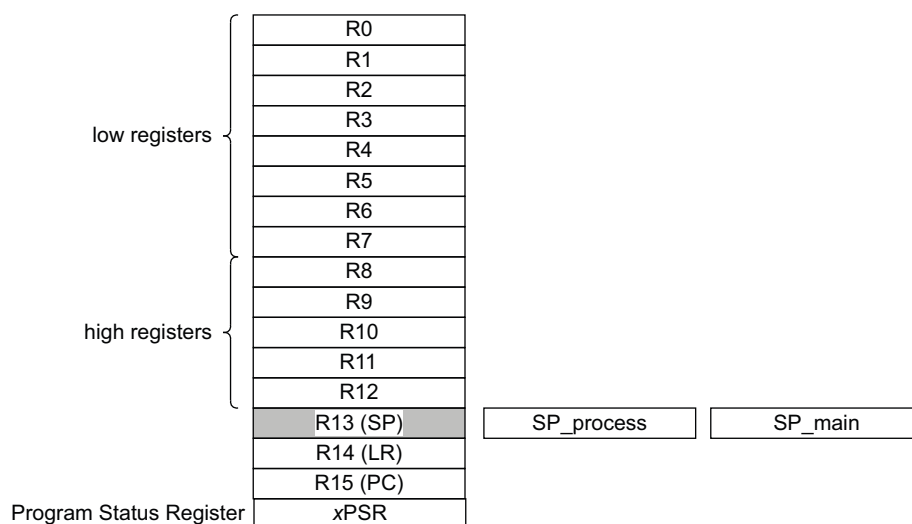 R0
R1
R2
R3
low registers
R4
R5
R6
R7
R8
R9
high registers
R10
R11
R12
R13 (SP) SP_process SP_main
R14 (LR)
R15 (PC)
Program Status Register xPSR